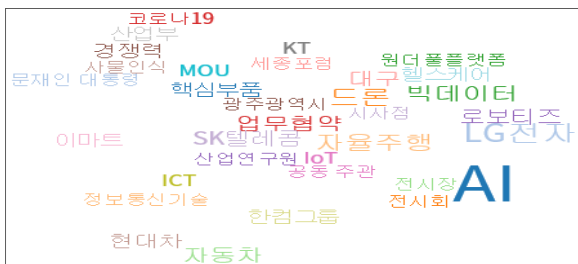 코로나19
산업부
경쟁력
KT
원더풀플랫폼
사물인식
MOU
세종포럼
문재인 대통령
핵심부품
대구
헬스케어
광주광역시
드론
빅데이터
업무협약
시사점
로보티즈
이마트
SK텔레콤
자율주행
LG전자
산업연구원
IoT
공동 주관
ICT
전시장
AI
정보통신기술
전시회
한컴그룹
현대차
자동차